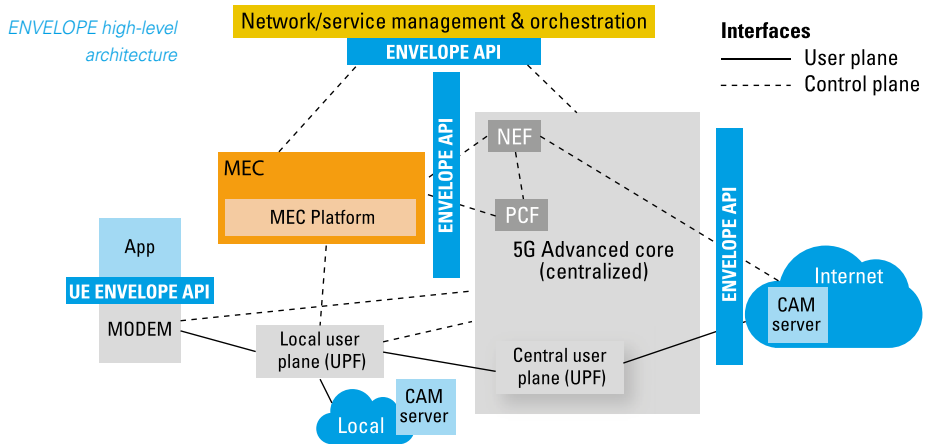 ENVELOPE high-level
architecture
Network/service management & orchestration
ENVELOPE API
Interfaces
User plane
Control plane
ENVELOPE API
NEF
MEC
MEC Platform
PCF
5G Advanced core
(centralized)
ENVELOPE API
App
UE ENVELOPE API
MODEM
Internet
CAM
server
Local user
plane (UPF)
Central user
plane (UPF)
CAM
server
Local